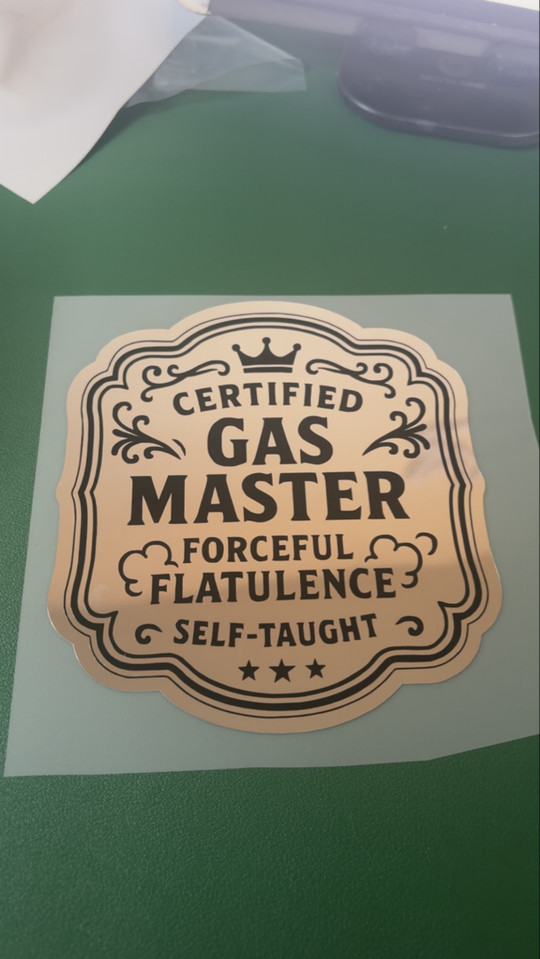 CERTIFIED
GAS
MASTER
FORCEFUL
FLATULENCE
SELF-TAUGHT